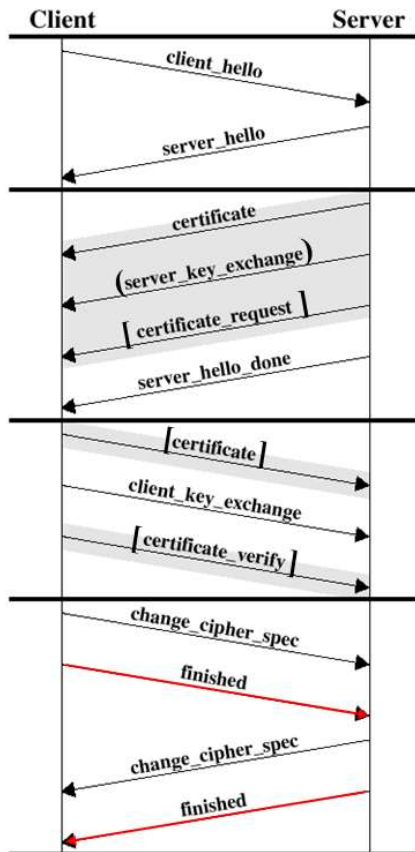 Client Server
client_hello
server_hello
certificate
(server_key_exchange)
[ certificate_request ]
server_hello_done
[certificate]
client_key_exchange
[ certificate_verify ]
change_cipher_spec
finished
change_cipher_spec
finished